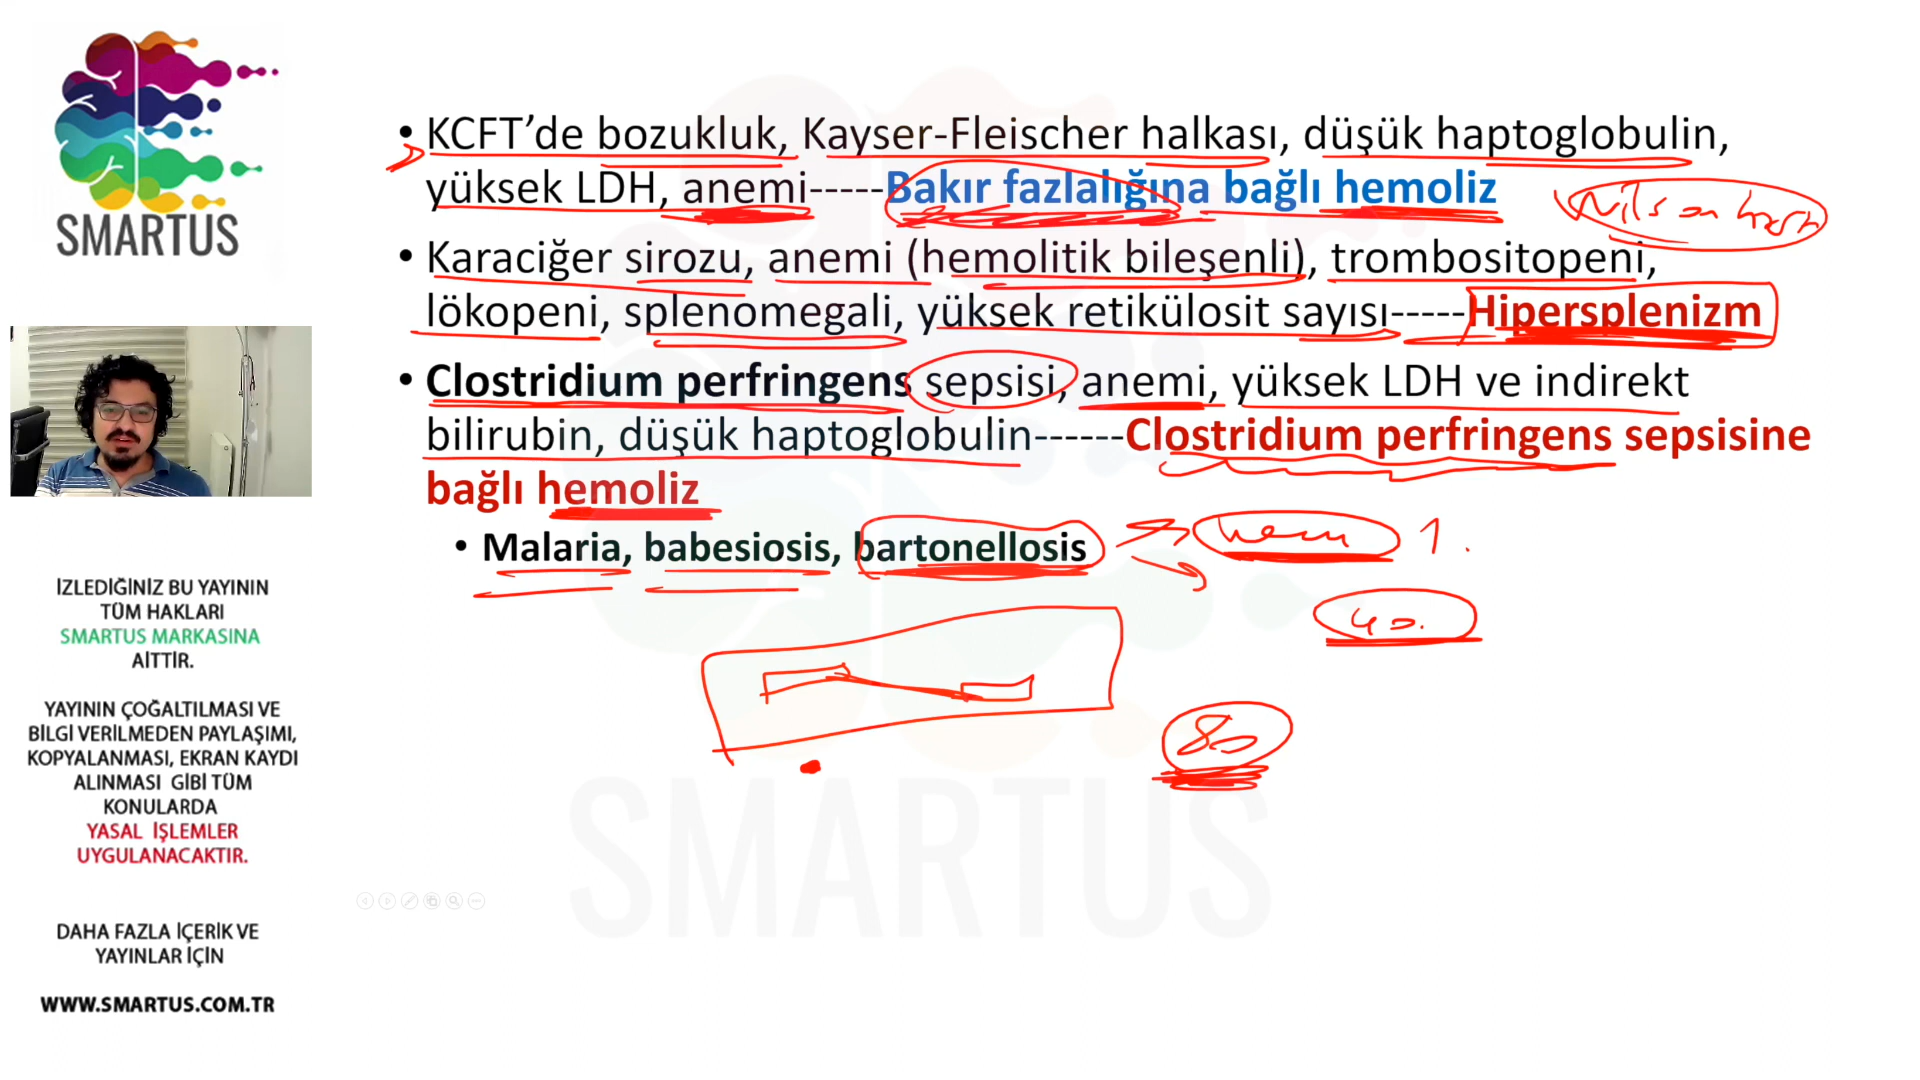 SMARTUS
• KCFT’de bozukluk, Kayser-Fleischer halkası, düşük haptoglobulin,
yüksek LDH, anemi-----Bakır fazlalığına bağlı hemoliz
Wilson hast
• Karaciğer sirozu, anemi (hemolitik bileşenli), trombositopeni,
lökopeni, splenomegali, yüksek retikülosit sayısı-----Hipersplenizm
• Clostridium perfringens sepsisi, anemi, yüksek LDH ve indirekt
bilirubin, düşük haptoglobulin------Clostridium perfringens sepsisine
bağlı hemoliz
• Malaria, babesiosis, bartonellosis
1.
40.
80
SMARTUS
İZLEDİĞİNİZ BU YAYININ
TÜM HAKLARI
SMARTUS MARKASINA
AİTTİR.
YAYININ ÇOĞALTILMASI VE
BİLGİ VERİLMEDEN PAYLAŞIMI,
KOPYALANMASI, EKRAN KAYDI
ALINMASI GİBİ TÜM
KONULARDA
YASAL İŞLEMLER
UYGULANACAKTIR.
DAHA FAZLA İÇERİK VE
YAYINLAR İÇİN
WWW.SMARTUS.COM.TR